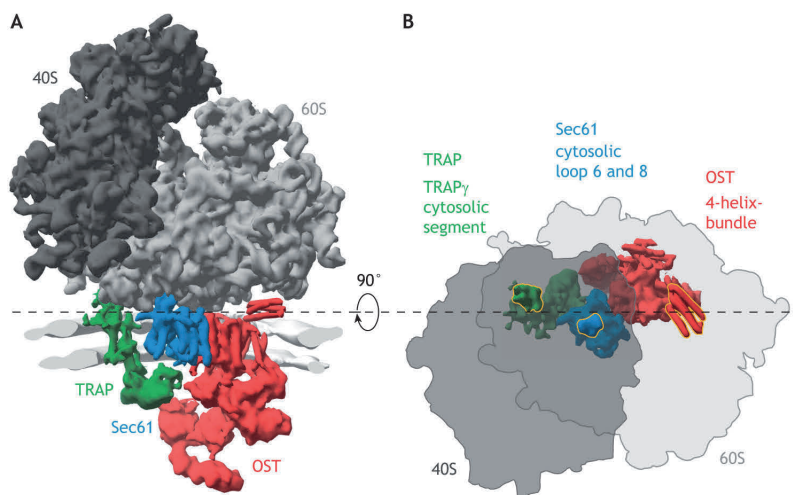 A
40S
60S
TRAP
Sec61
OST
90°
B
TRAP
TRAPγ
cytosolic
segment
Sec61
cytosolic
loop 6 and 8
OST
4-helix-
bundle
40S
60S